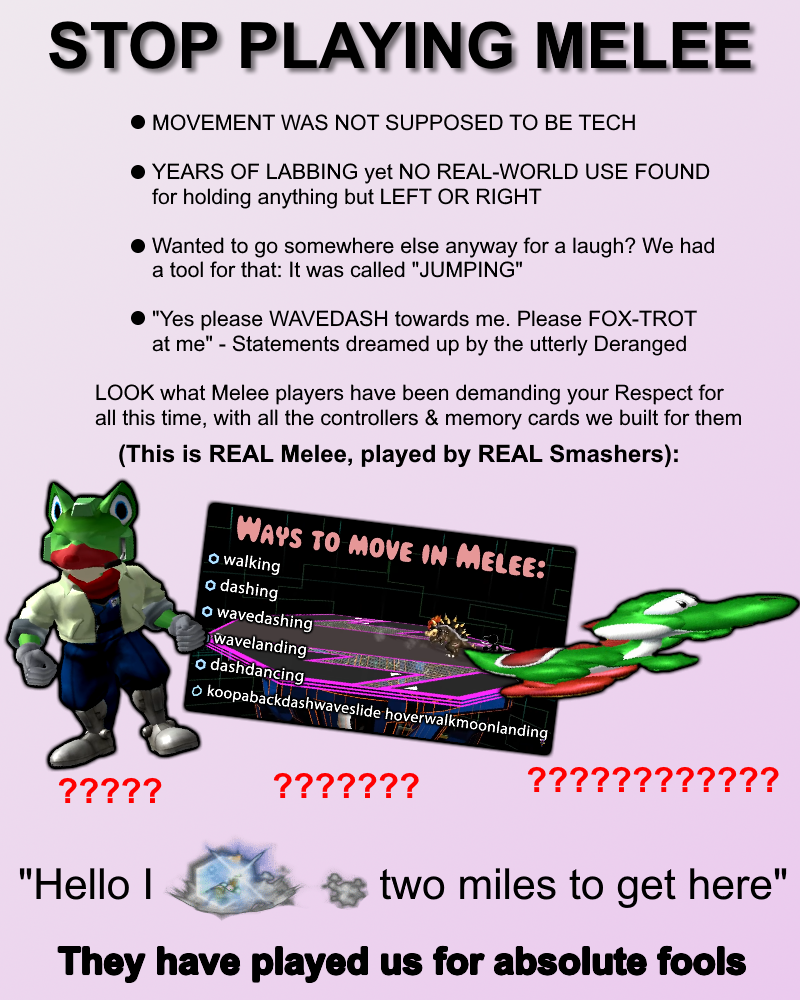 STOP PLAYING MELEE
● MOVEMENT WAS NOT SUPPOSED TO BE TECH
● YEARS OF LABBING yet NO REAL-WORLD USE FOUND
for holding anything but LEFT OR RIGHT
● Wanted to go somewhere else anyway for a laugh? We had
a tool for that: It was called "JUMPING"
● "Yes please WAVEDASH towards me. Please FOX-TROT
at me" - Statements dreamed up by the utterly Deranged
LOOK what Melee players have been demanding your Respect for
all this time, with all the controllers & memory cards we built for them
(This is REAL Melee, played by REAL Smashers):
WAYS TO MOVE IN MELEE:
walking
dashing
wavedashing
wavelanding
dashdancing
koopabackdashwaveslide hoverwalkmoonlanding
????? ??????? ????????????
"Hello I two miles to get here"
They have played us for absolute fools